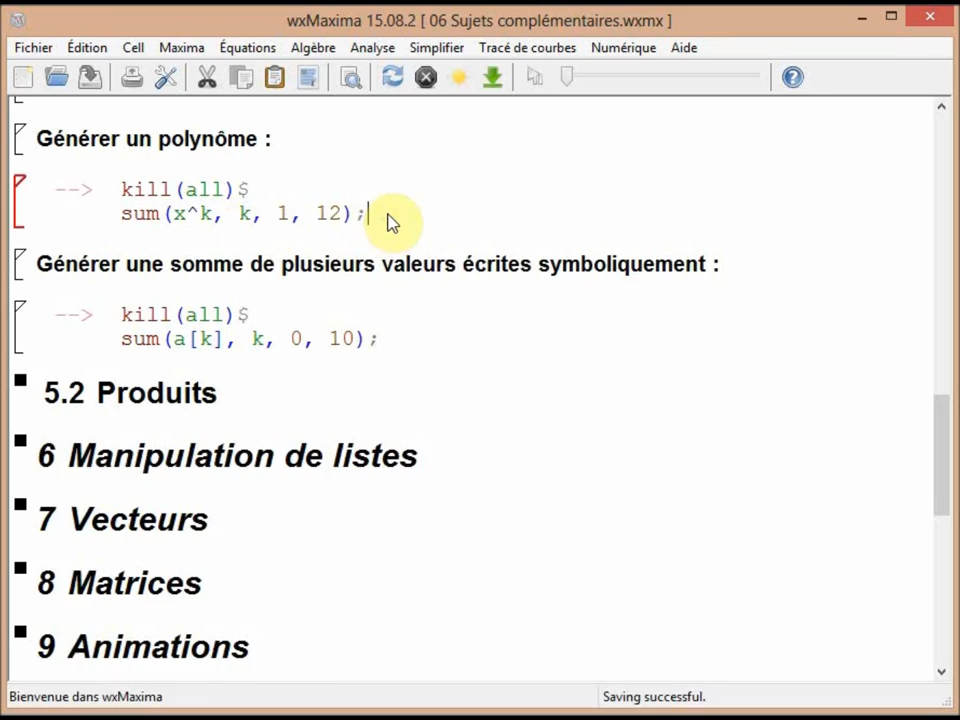 wxMaxima 15.08.2 [ 06 Sujets complémentaires.wxmx ]
Fichier Édition Cell Maxima Équations Algèbre Analyse Simplifier Tracé de courbes Numérique Aide
Générer un polynôme :
--> kill(all)$
sum(x^k, k, 1, 12);
Générer une somme de plusieurs valeurs écrites symboliquement :
--> kill(all)$
sum(a[k], k, 0, 10);
5.2 Produits
6 Manipulation de listes
7 Vecteurs
8 Matrices
9 Animations
Bienvenue dans wxMaxima Saving successful.